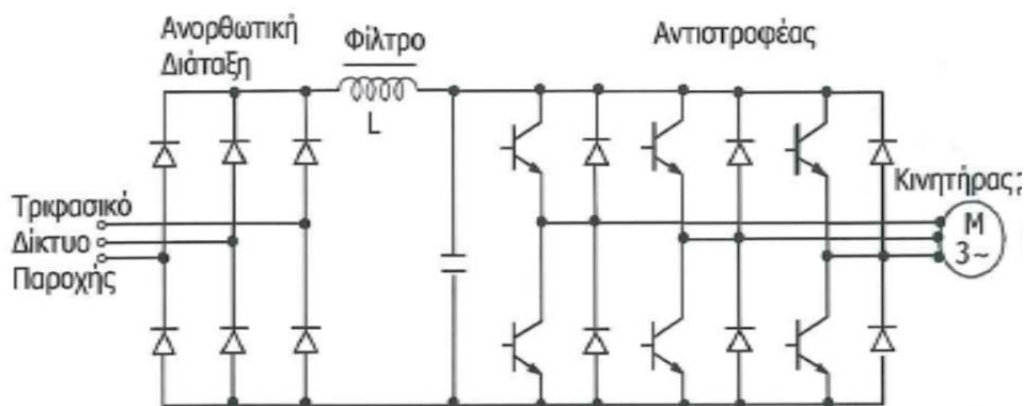 Ανορθωτική
Διάταξη
Φίλτρο
L
Αντιστροφέας
Κινητήρας;
M
3~
Τριφασικό
Δίκτυο
Παροχής